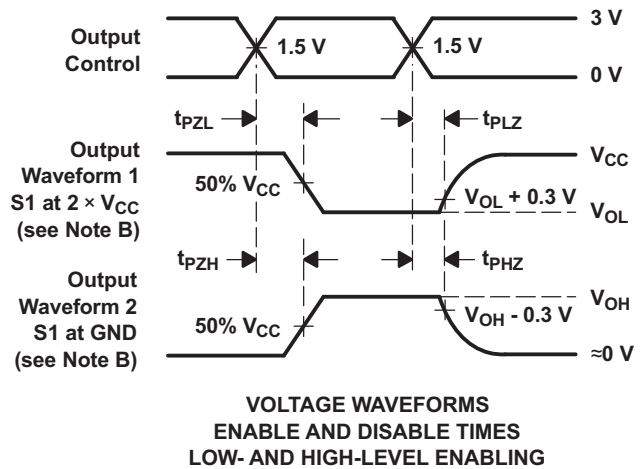 3 V
Output
Control
1.5 V
1.5 V
0 V
tPZL
tPLZ
Output
Waveform 1
S1 at 2 × VCC
(see Note B)
VCC
50% VCC
VOL + 0.3 V
VOL
tPZH
tPHZ
Output
Waveform 2
S1 at GND
(see Note B)
VOH
50% VCC
VOH - 0.3 V
≈0 V
VOLTAGE WAVEFORMS
ENABLE AND DISABLE TIMES
LOW- AND HIGH-LEVEL ENABLING